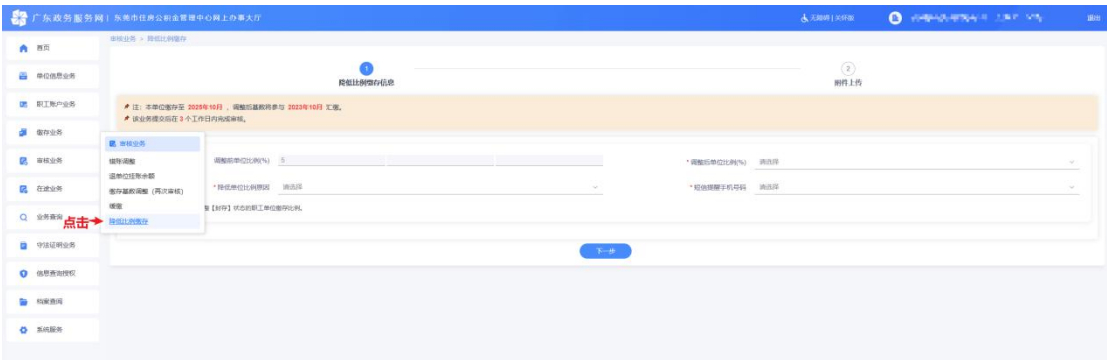 广东政务服务网 | 东莞市住房公积金管理中心网上办事大厅
无障碍 | 关怀版
退出
首页
单位信息业务
职工账户业务
缴存业务
审核业务
在途业务
业务查询
守法证明业务
信息查询授权
档案查阅
系统服务
审核业务 > 降低比例缴存
1
降低比例缴存信息
2
附件上传
注：本单位缴存至 2025年10月 ，调整后基数将参与 2023年10月 汇缴。
该业务提交后在 3 个工作日内完成审核。
审核业务
错账调整
退单位挂账余额
缴存基数调整（再次审核）
缓缴
降低比例缴存
点击
调整前单位比例(%) 5
* 调整后单位比例(%) 请选择
* 降低单位比例原因 请选择
* 短信提醒手机号码 请选择
【封存】状态的职工单位缴存比例。
下一步